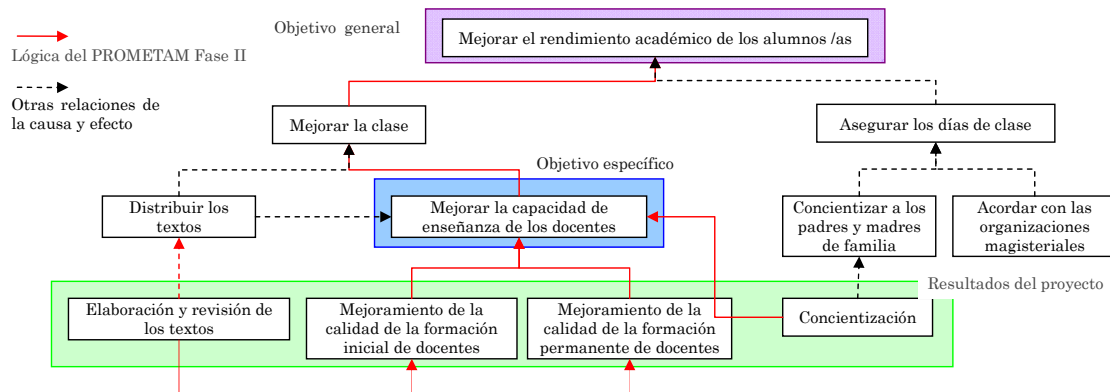 Objetivo general
Mejorar el rendimiento académico de los alumnos /as
Lógica del PROMETAM Fase II
Otras relaciones de
la causa y efecto
Mejorar la clase
Asegurar los días de clase
Objetivo específico
Distribuir los
textos
Mejorar la capacidad de
enseñanza de los docentes
Concientizar a los
padres y madres
de familia
Acordar con las
organizaciones
magisteriales
Resultados del proyecto
Elaboración y revisión de
los textos
Mejoramiento de la
calidad de la formación
inicial de docentes
Mejoramiento de la
calidad de la formación
permanente de docentes
Concientización